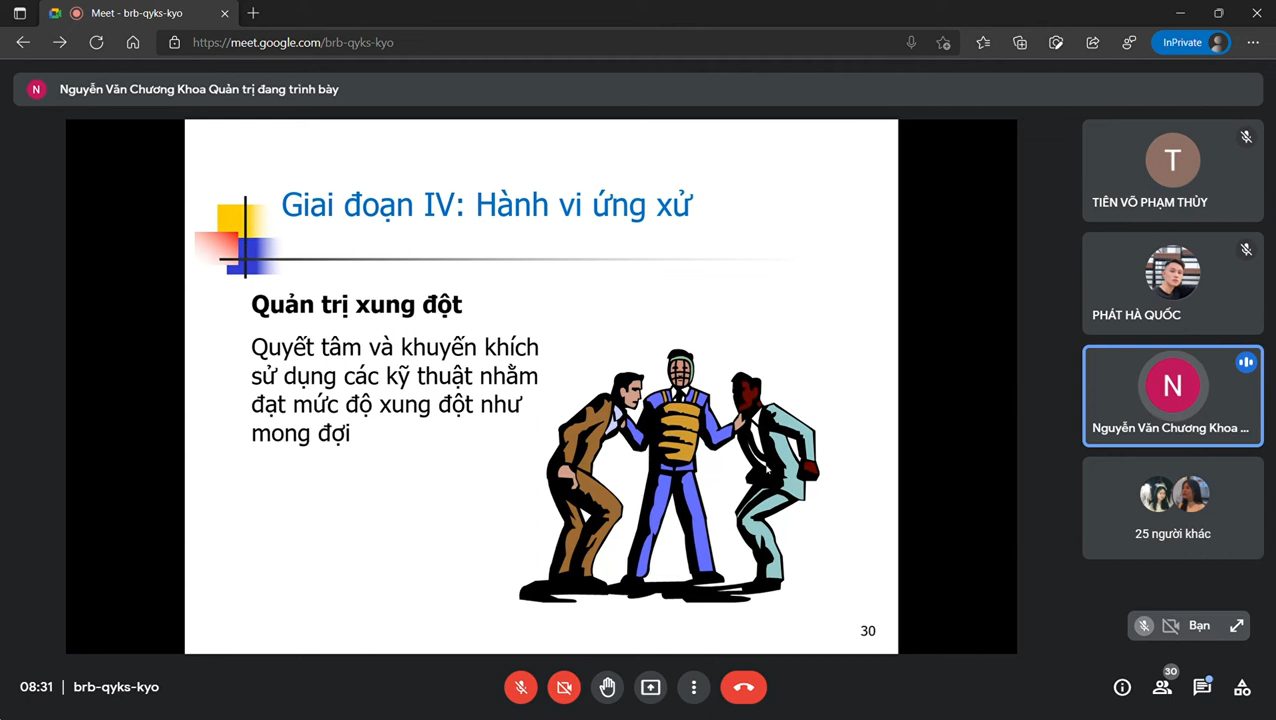 Meet - brb-qyks-kyo
https://meet.google.com/brb-qyks-kyo
InPrivate
N
Nguyễn Văn Chương Khoa Quản trị đang trình bày
Giai đoạn IV: Hành vi ứng xử
Quản trị xung đột
Quyết tâm và khuyến khích
sử dụng các kỹ thuật nhằm
đạt mức độ xung đột như
mong đợi
30
T
TIÊN VÕ PHẠM THỦY
PHÁT HÀ QUỐC
N
Nguyễn Văn Chương Khoa ...
25 người khác
Bạn
08:31 | brb-qyks-kyo
30